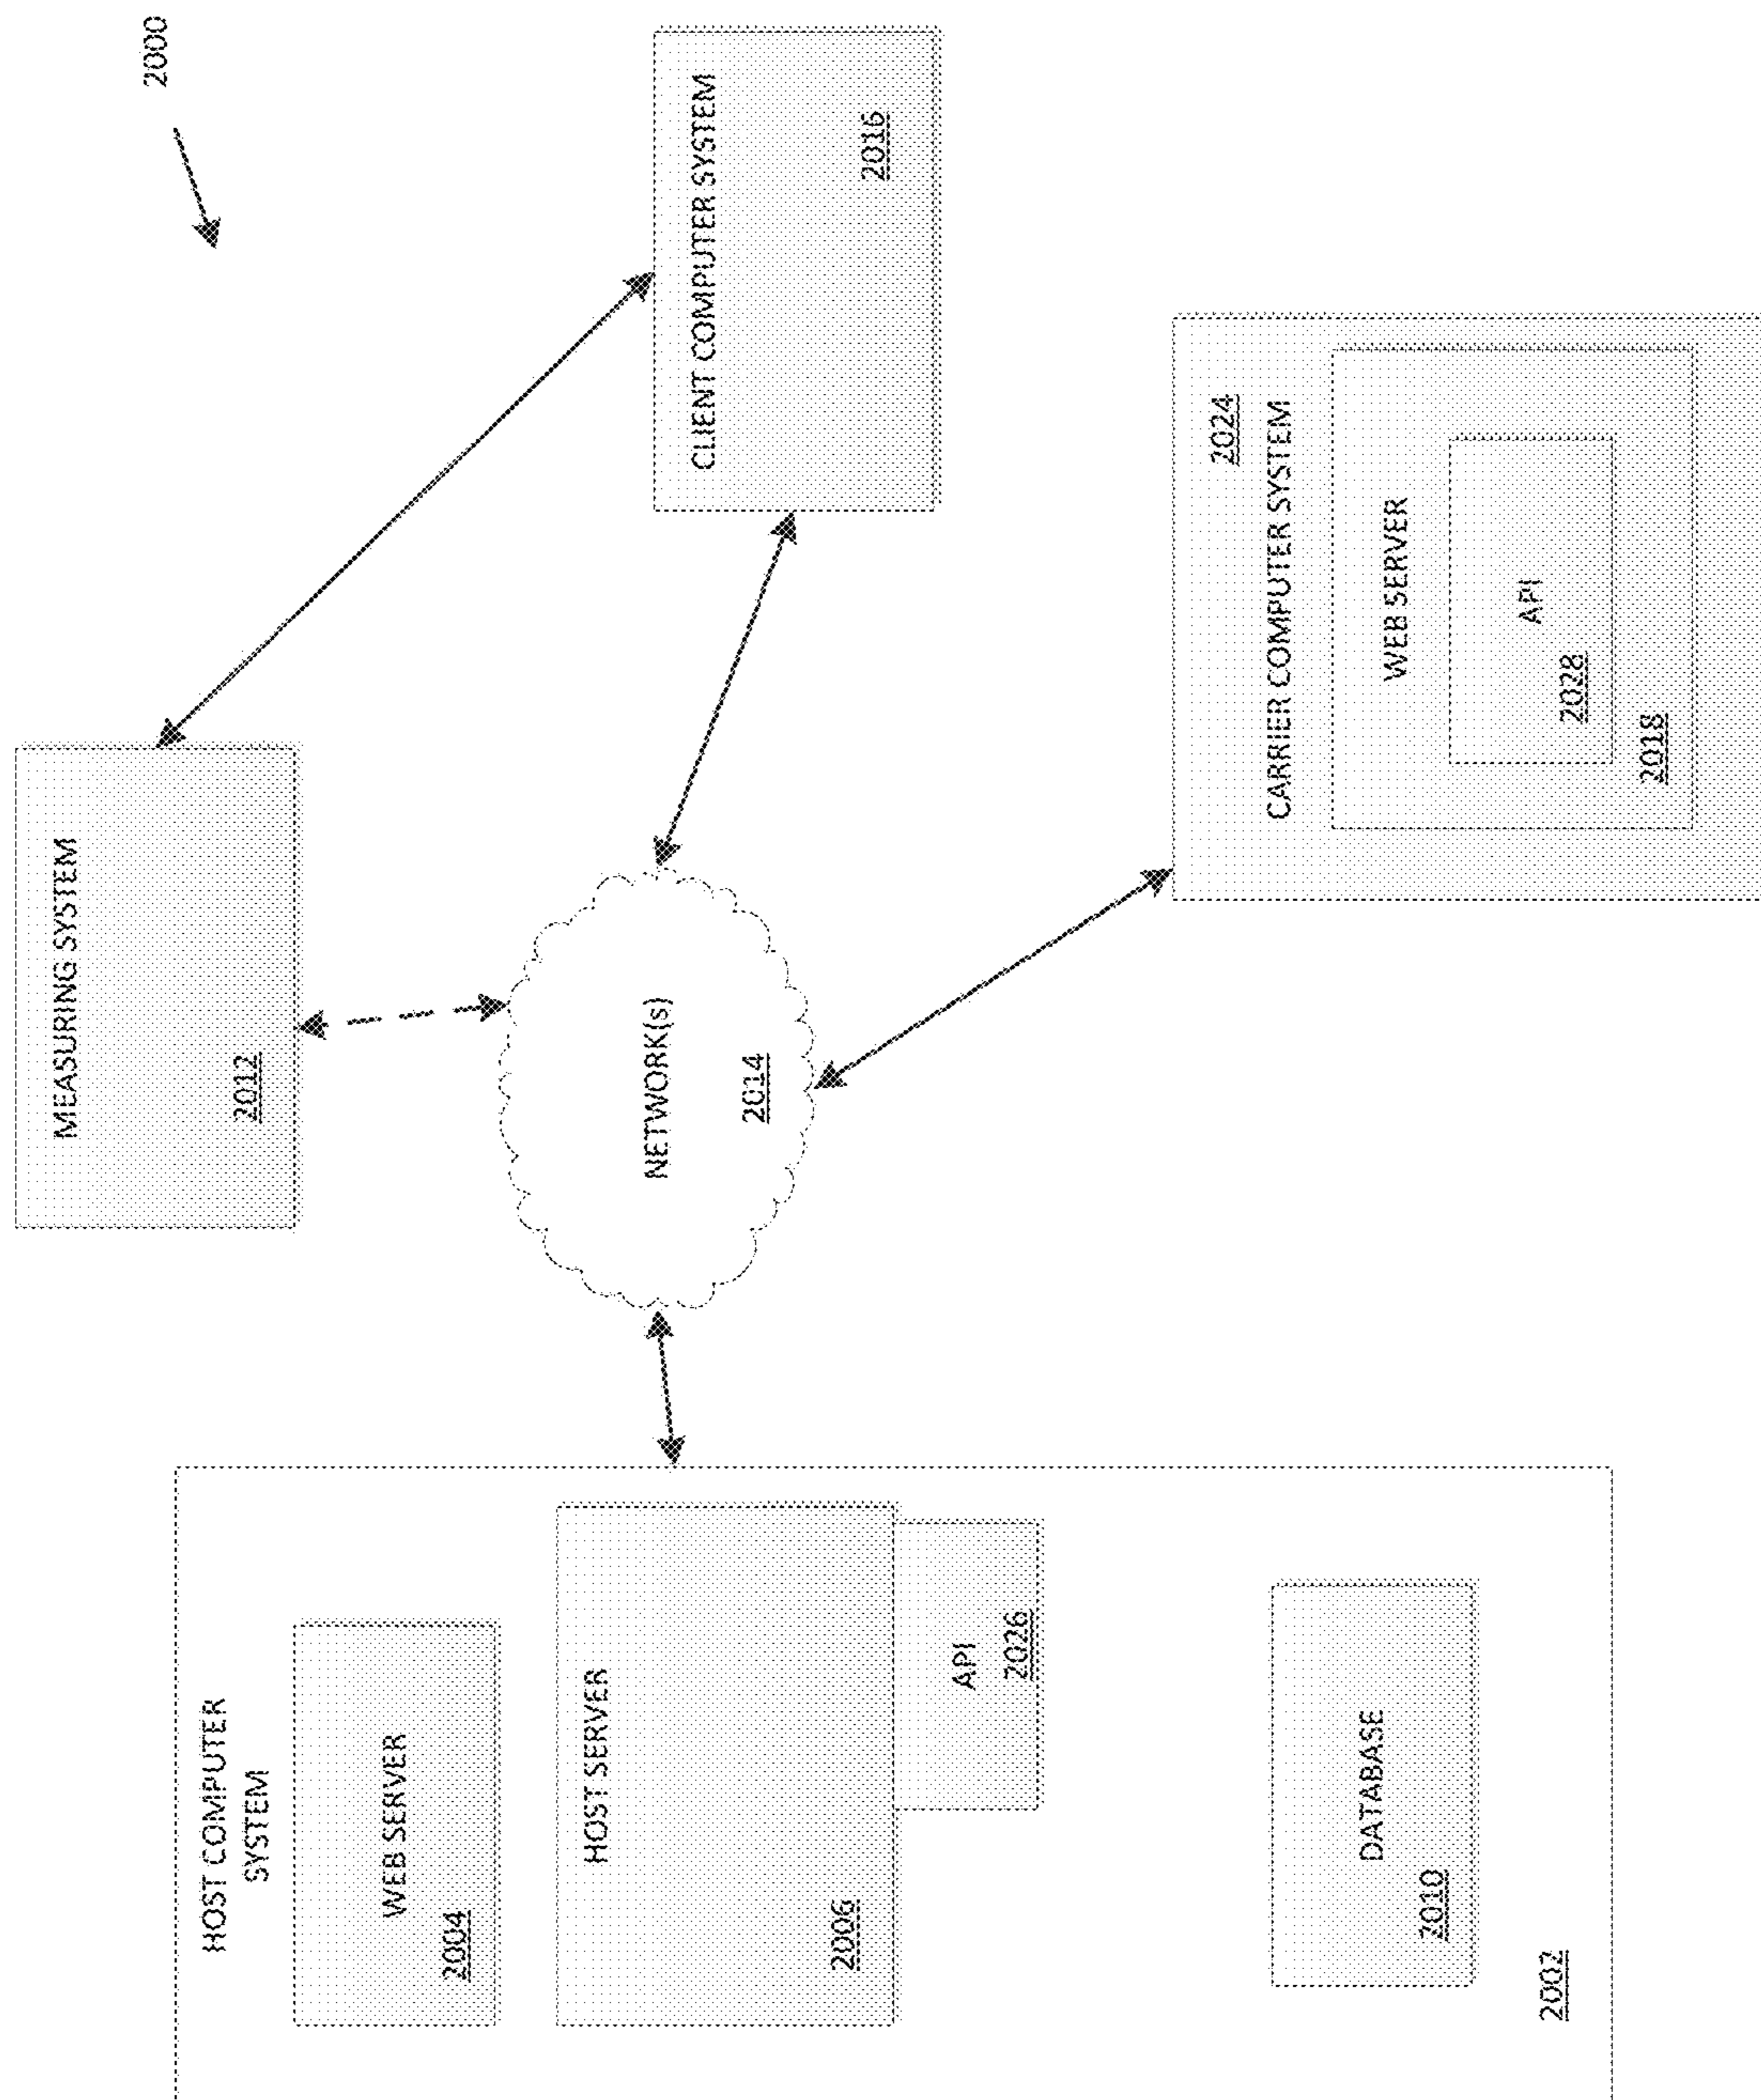 2000
HOST COMPUTER
SYSTEM
WEB SERVER
2004
HOST SERVER
2006
API
2026
DATABASE
2010
2002
MEASURING SYSTEM
2012
NETWORK(s)
2014
CLIENT COMPUTER SYSTEM
2016
2024
CARRIER COMPUTER SYSTEM
WEB SERVER
API
2028
2018